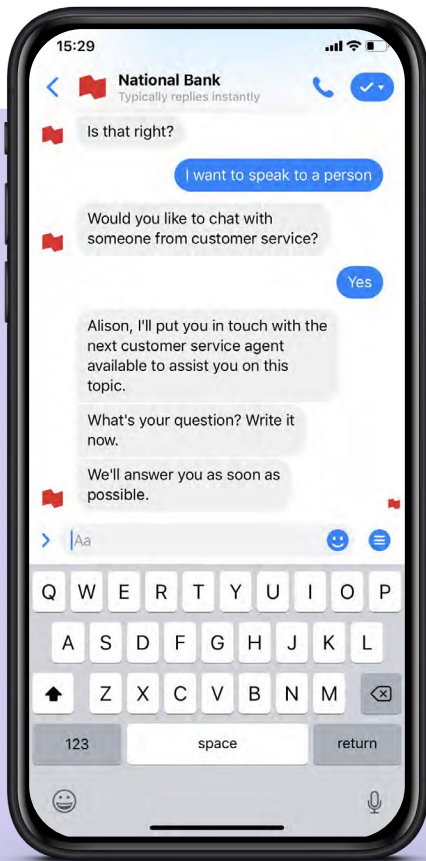 15:29
National Bank
Typically replies instantly
Is that right?
I want to speak to a person
Would you like to chat with
someone from customer service?
Yes
Alison, I'll put you in touch with the
next customer service agent
available to assist you on this
topic.
What's your question? Write it
now.
We'll answer you as soon as
possible.
Aa
Q W E R T Y U I O P
A S D F G H J K L
Z X C V B N M
123 space return